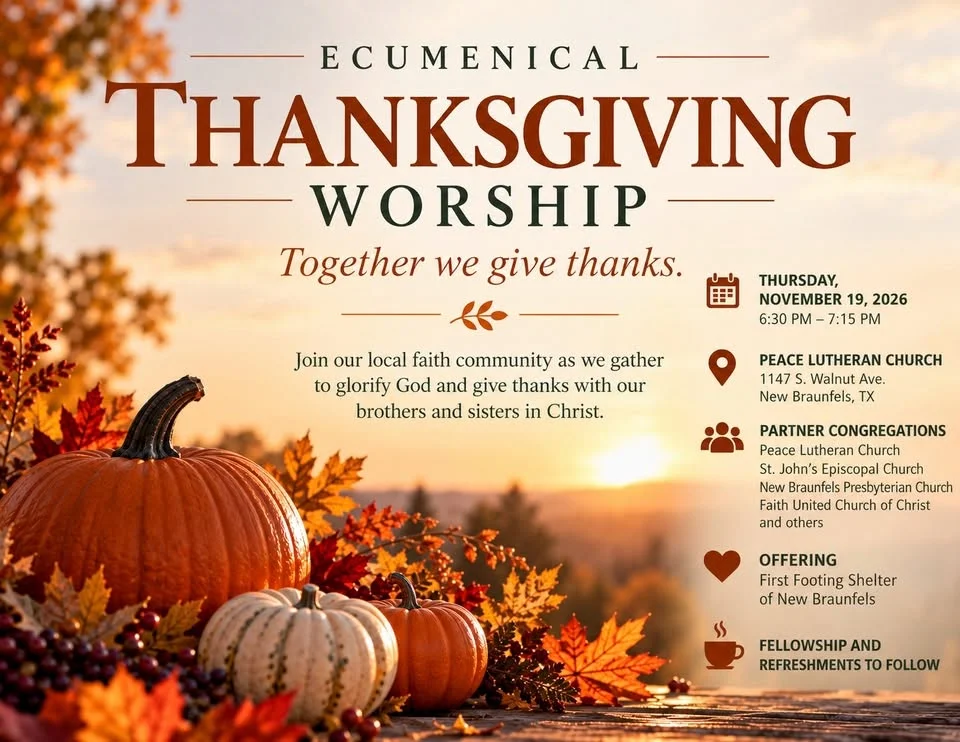 ECUMENICAL
THANKSGIVING
WORSHIP
Together we give thanks.
Join our local faith community as we gather
to glorify God and give thanks with our
brothers and sisters in Christ.
THURSDAY,
NOVEMBER 19, 2026
6:30 PM – 7:15 PM
PEACE LUTHERAN CHURCH
1147 S. Walnut Ave.
New Braunfels, TX
PARTNER CONGREGATIONS
Peace Lutheran Church
St. John's Episcopal Church
New Braunfels Presbyterian Church
Faith United Church of Christ
and others
OFFERING
First Footing Shelter
of New Braunfels
FELLOWSHIP AND
REFRESHMENTS TO FOLLOW